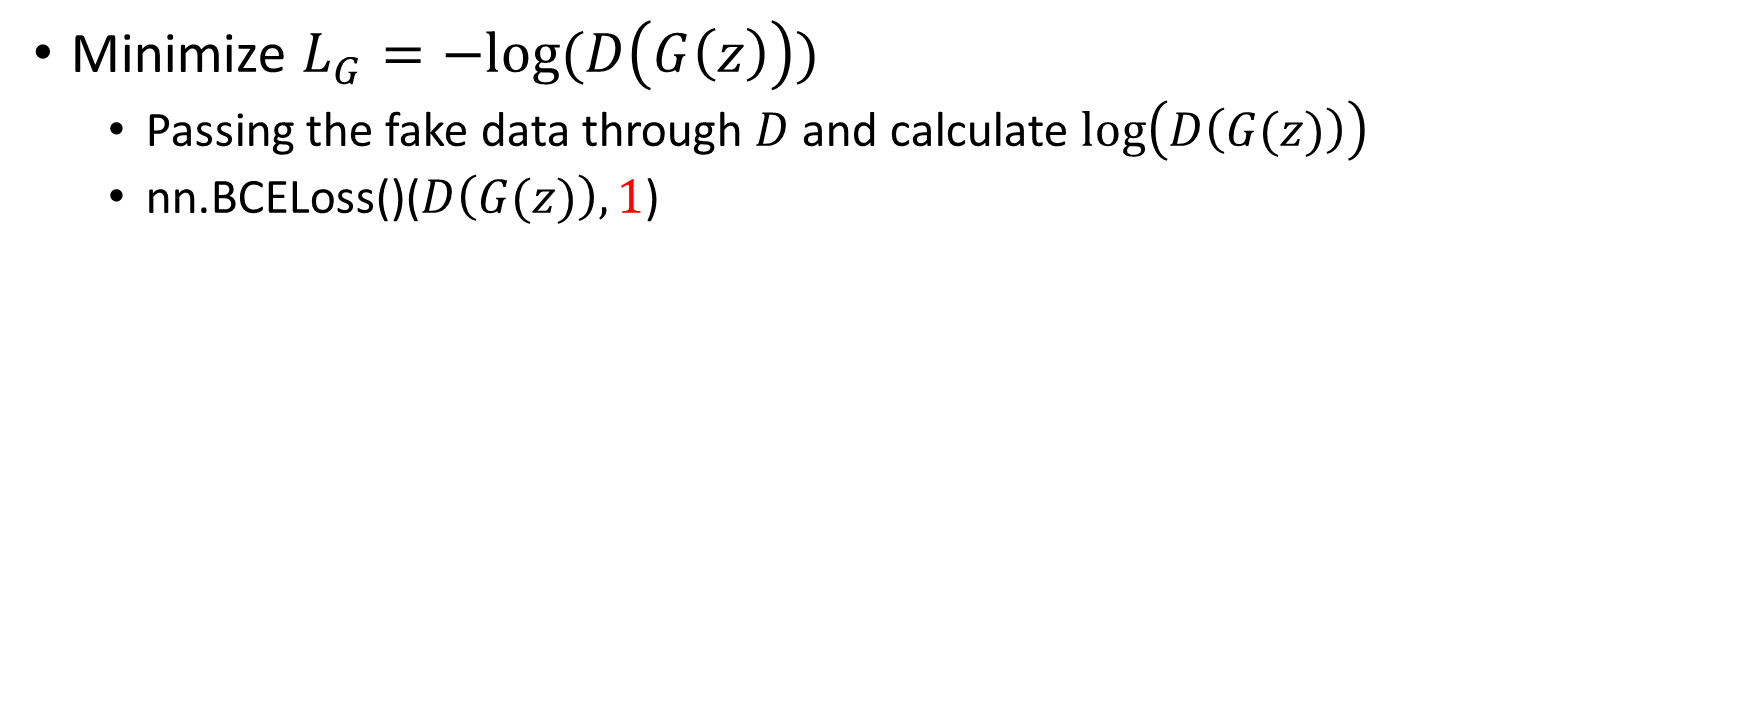 • Minimize $L_G = -\log(D(G(z)))$
• Passing the fake data through $D$ and calculate $\log(D(G(z)))$
• nn.BCELoss()($D(G(z)), 1$)